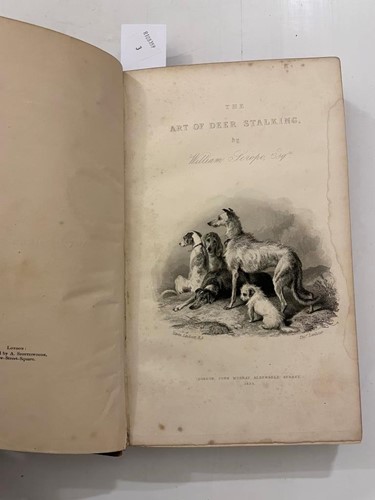 London:
by A. Spottiswoode,
New-Street-Square.
THE
ART OF DEER STALKING,
by
William Scrope, Esqr.
LONDON, JOHN MURRAY, ALBEMARLE STREET.